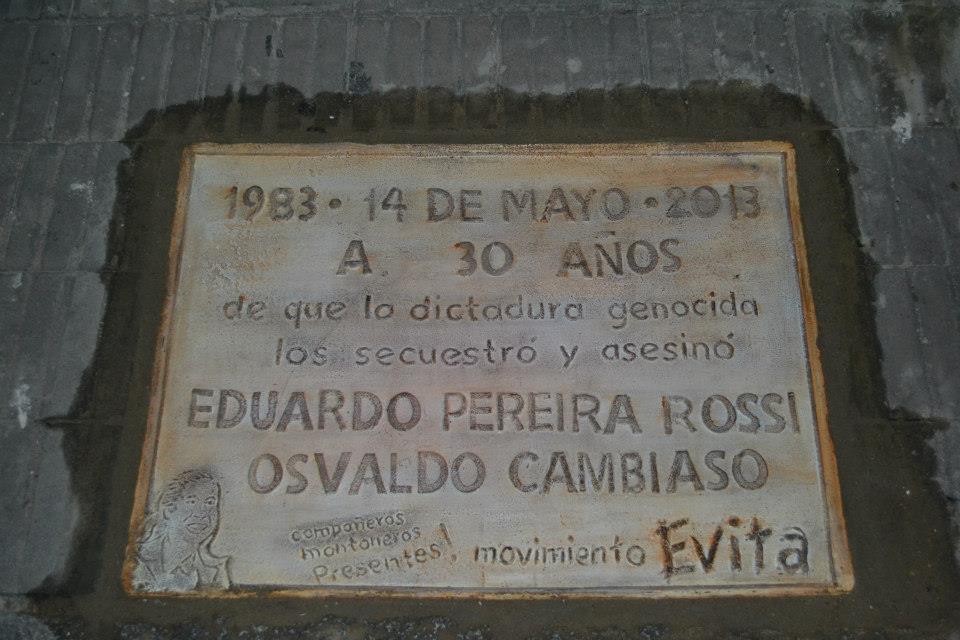 1983 • 14 DE MAYO • 2013
A 30 AÑOS
de que la dictadura genocida
los secuestró y asesinó
EDUARDO PEREIRA ROSSI
OSVALDO CAMBIASO
compañeros
montoneros
Presentes!
movimiento Evita